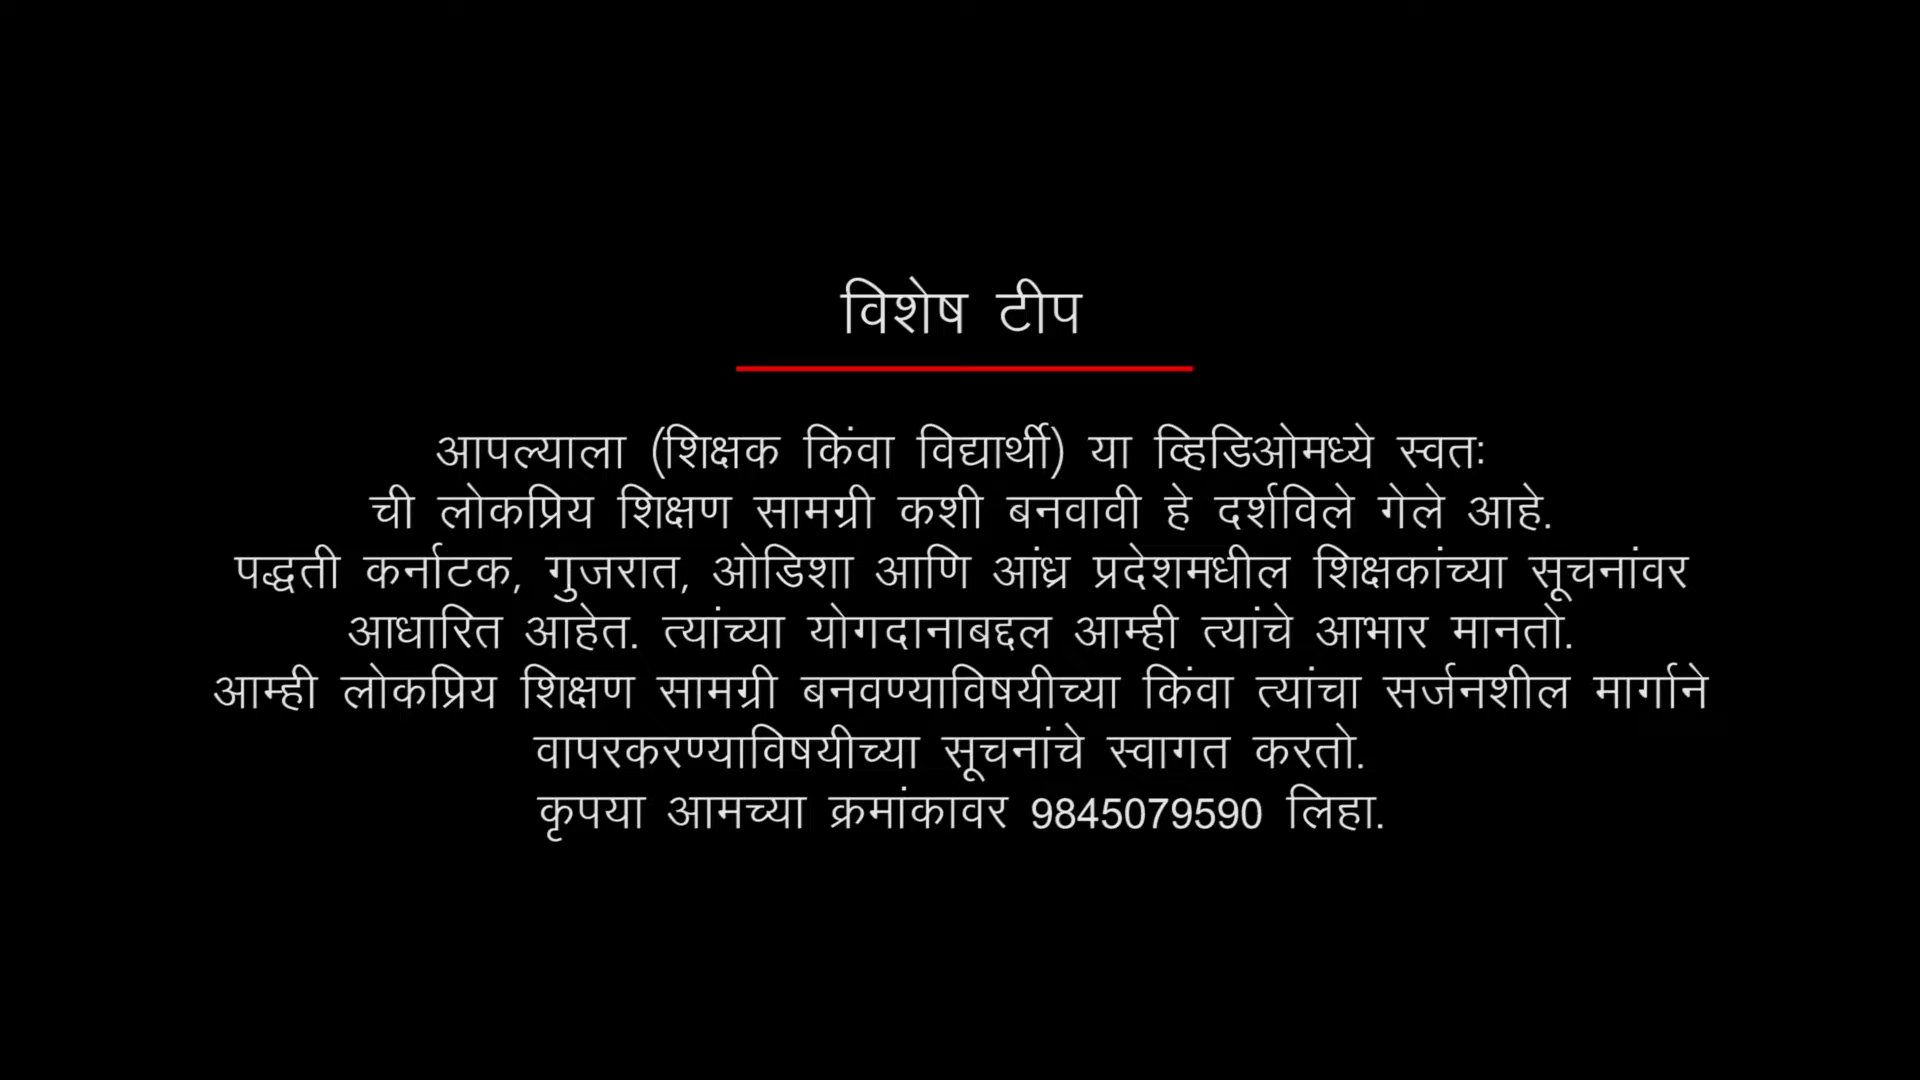 विशेष टीप
आपल्याला (शिक्षक किंवा विद्यार्थी) या व्हिडिओमध्ये स्वतः
ची लोकप्रिय शिक्षण सामग्री कशी बनवावी हे दर्शविले गेले आहे.
पद्धती कर्नाटक, गुजरात, ओडिशा आणि आंध्र प्रदेशमधील शिक्षकांच्या सूचनांवर
आधारित आहेत. त्यांच्या योगदानाबद्दल आम्ही त्यांचे आभार मानतो.
आम्ही लोकप्रिय शिक्षण सामग्री बनवण्याविषयीच्या किंवा त्यांचा सर्जनशील मार्गाने
वापरकरण्याविषयीच्या सूचनांचे स्वागत करतो.
कृपया आमच्या क्रमांकावर 9845079590 लिहा.